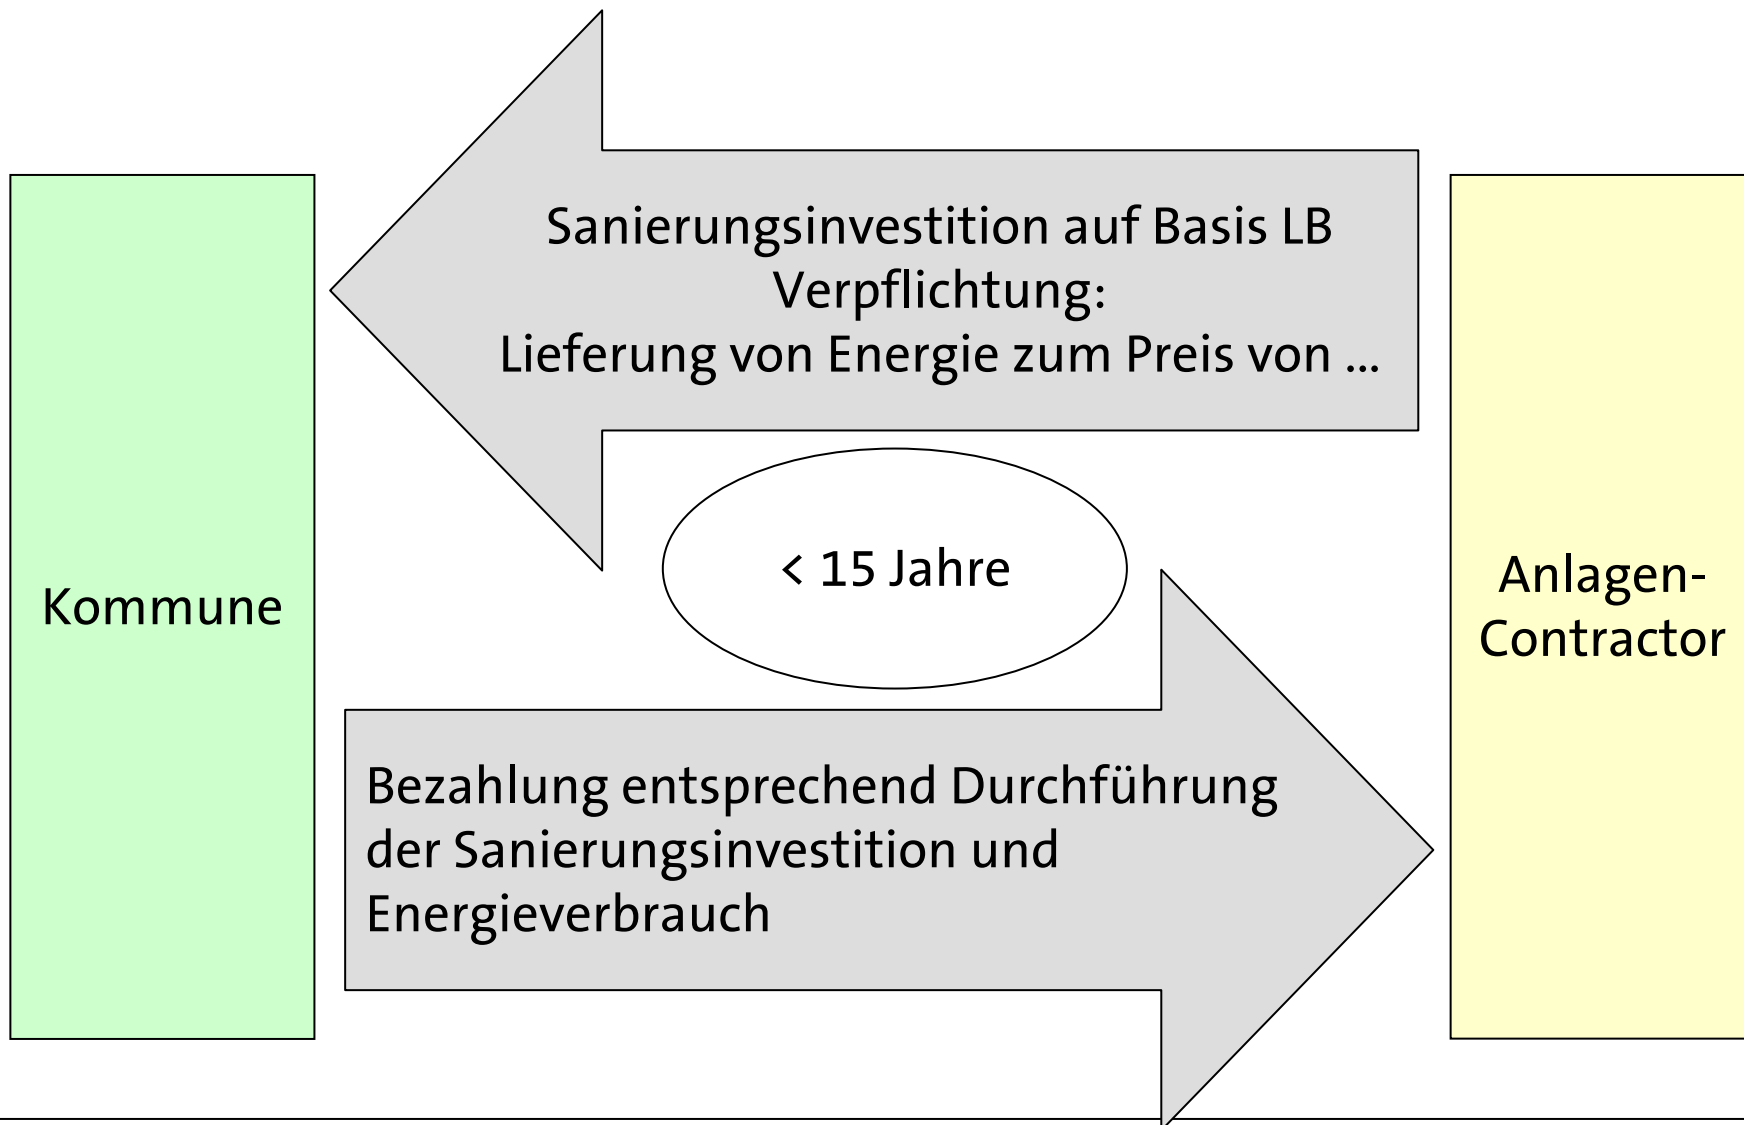 Sanierungsinvestition auf Basis LB
Verpflichtung:
Lieferung von Energie zum Preis von ...
Kommune
< 15 Jahre
Anlagen-
Contractor
Bezahlung entsprechend Durchführung
der Sanierungsinvestition und
Energieverbrauch